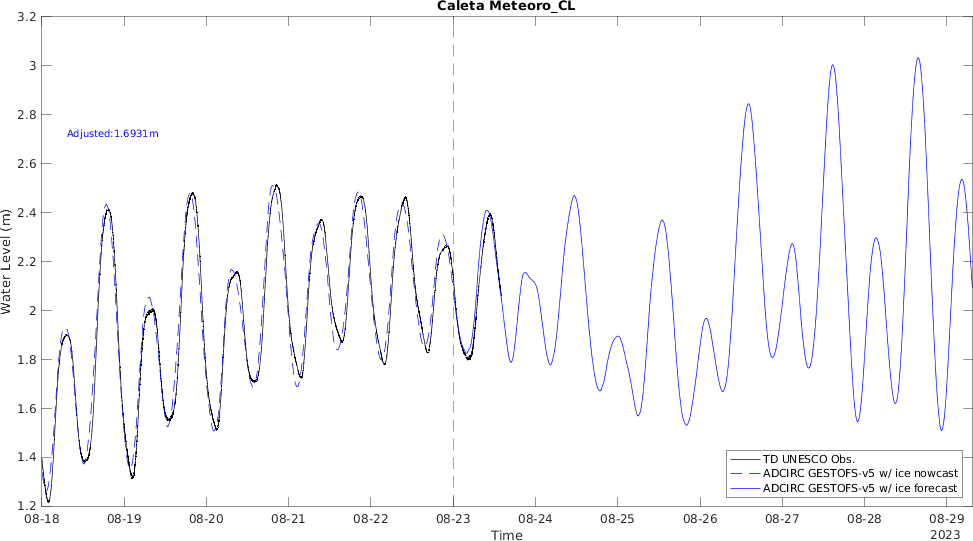 Caleta Meteoro_CL
3.2
3
2.8
2.6
2.4
2.2
2
1.8
1.6
1.4
1.2
Water Level (m)
Adjusted:1.6931m
TD UNESCO Obs.
ADCIRC GESTOFS-v5 w/ ice nowcast
ADCIRC GESTOFS-v5 w/ ice forecast
08-18 08-19 08-20 08-21 08-22 08-23 08-24 08-25 08-26 08-27 08-28 08-29
2023
Time